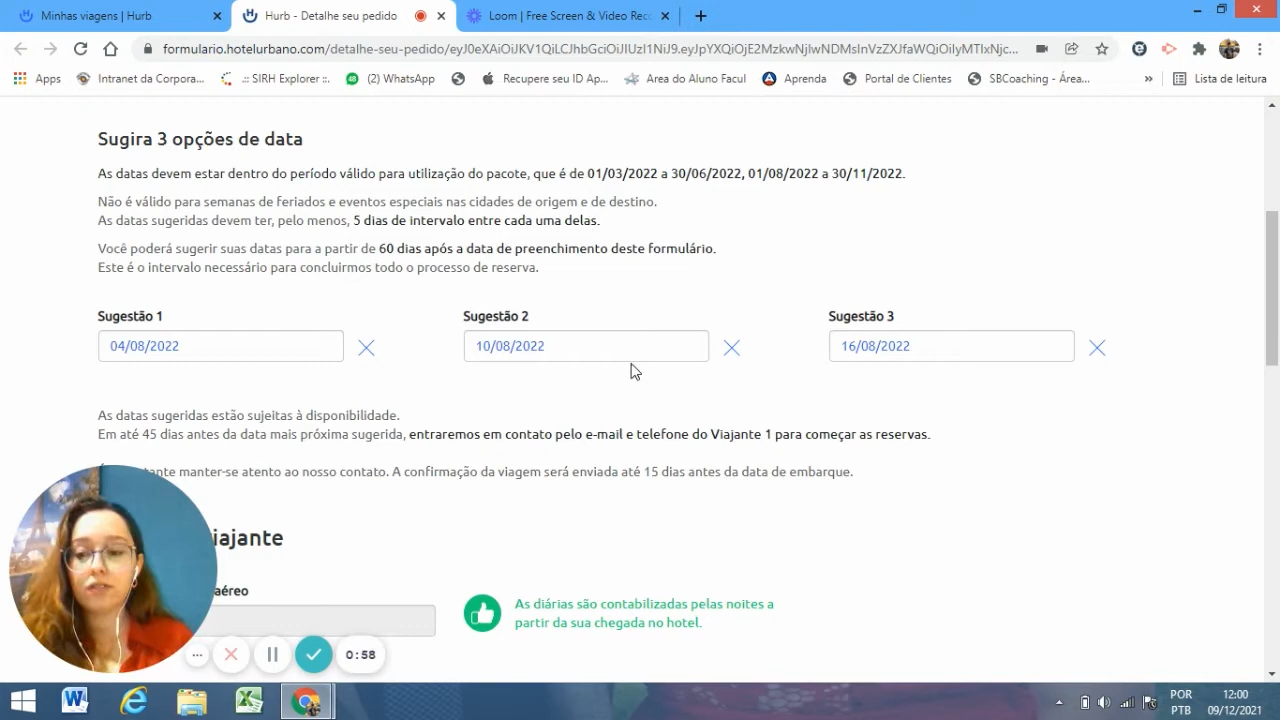 Minhas viagens | Hurb
Hurb - Detalhe seu pedido
Loom | Free Screen & Video Rec
formulario.hotelurbano.com/detalhe-seu-pedido/eyJ0eXAiOiJKV1QiLCJhbGciOiJIUzI1NiJ9.eyJpYXQiOjE2MzkwNjIwNDMsInVzZXJfaWQiOiIyMTIxNjc...
Apps
Intranet da Corpora...
.:: SIRH Explorer ::.
(2) WhatsApp
Recupere seu ID Ap...
Area do Aluno Facul
Aprenda
Portal de Clientes
SBCoaching - Área...
»
Lista de leitura
Sugira 3 opções de data
As datas devem estar dentro do período válido para utilização do pacote, que é de 01/03/2022 a 30/06/2022, 01/08/2022 a 30/11/2022.
Não é válido para semanas de feriados e eventos especiais nas cidades de origem e de destino.
As datas sugeridas devem ter, pelo menos, 5 dias de intervalo entre cada uma delas.
Você poderá sugerir suas datas para a partir de 60 dias após a data de preenchimento deste formulário.
Este é o intervalo necessário para concluirmos todo o processo de reserva.
Sugestão 1
Sugestão 2
Sugestão 3
04/08/2022
10/08/2022
16/08/2022
As datas sugeridas estão sujeitas à disponibilidade.
Em até 45 dias antes da data mais próxima sugerida, entraremos em contato pelo e-mail e telefone do Viajante 1 para começar as reservas.
tante manter-se atento ao nosso contato. A confirmação da viagem será enviada até 15 dias antes da data de embarque.
iajante
aéreo
As diárias são contabilizadas pelas noites a
partir da sua chegada no hotel.
0:58
POR
PTB
12:00
09/12/2021